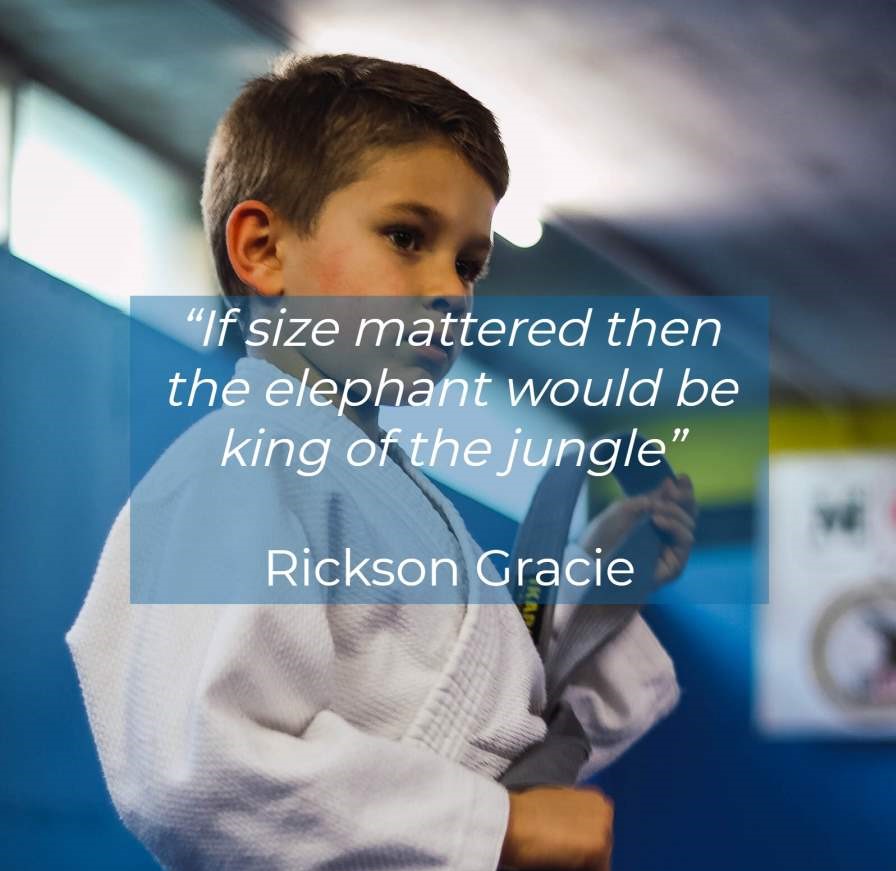 “If size mattered then
the elephant would be
king of the jungle”
Rickson Gracie